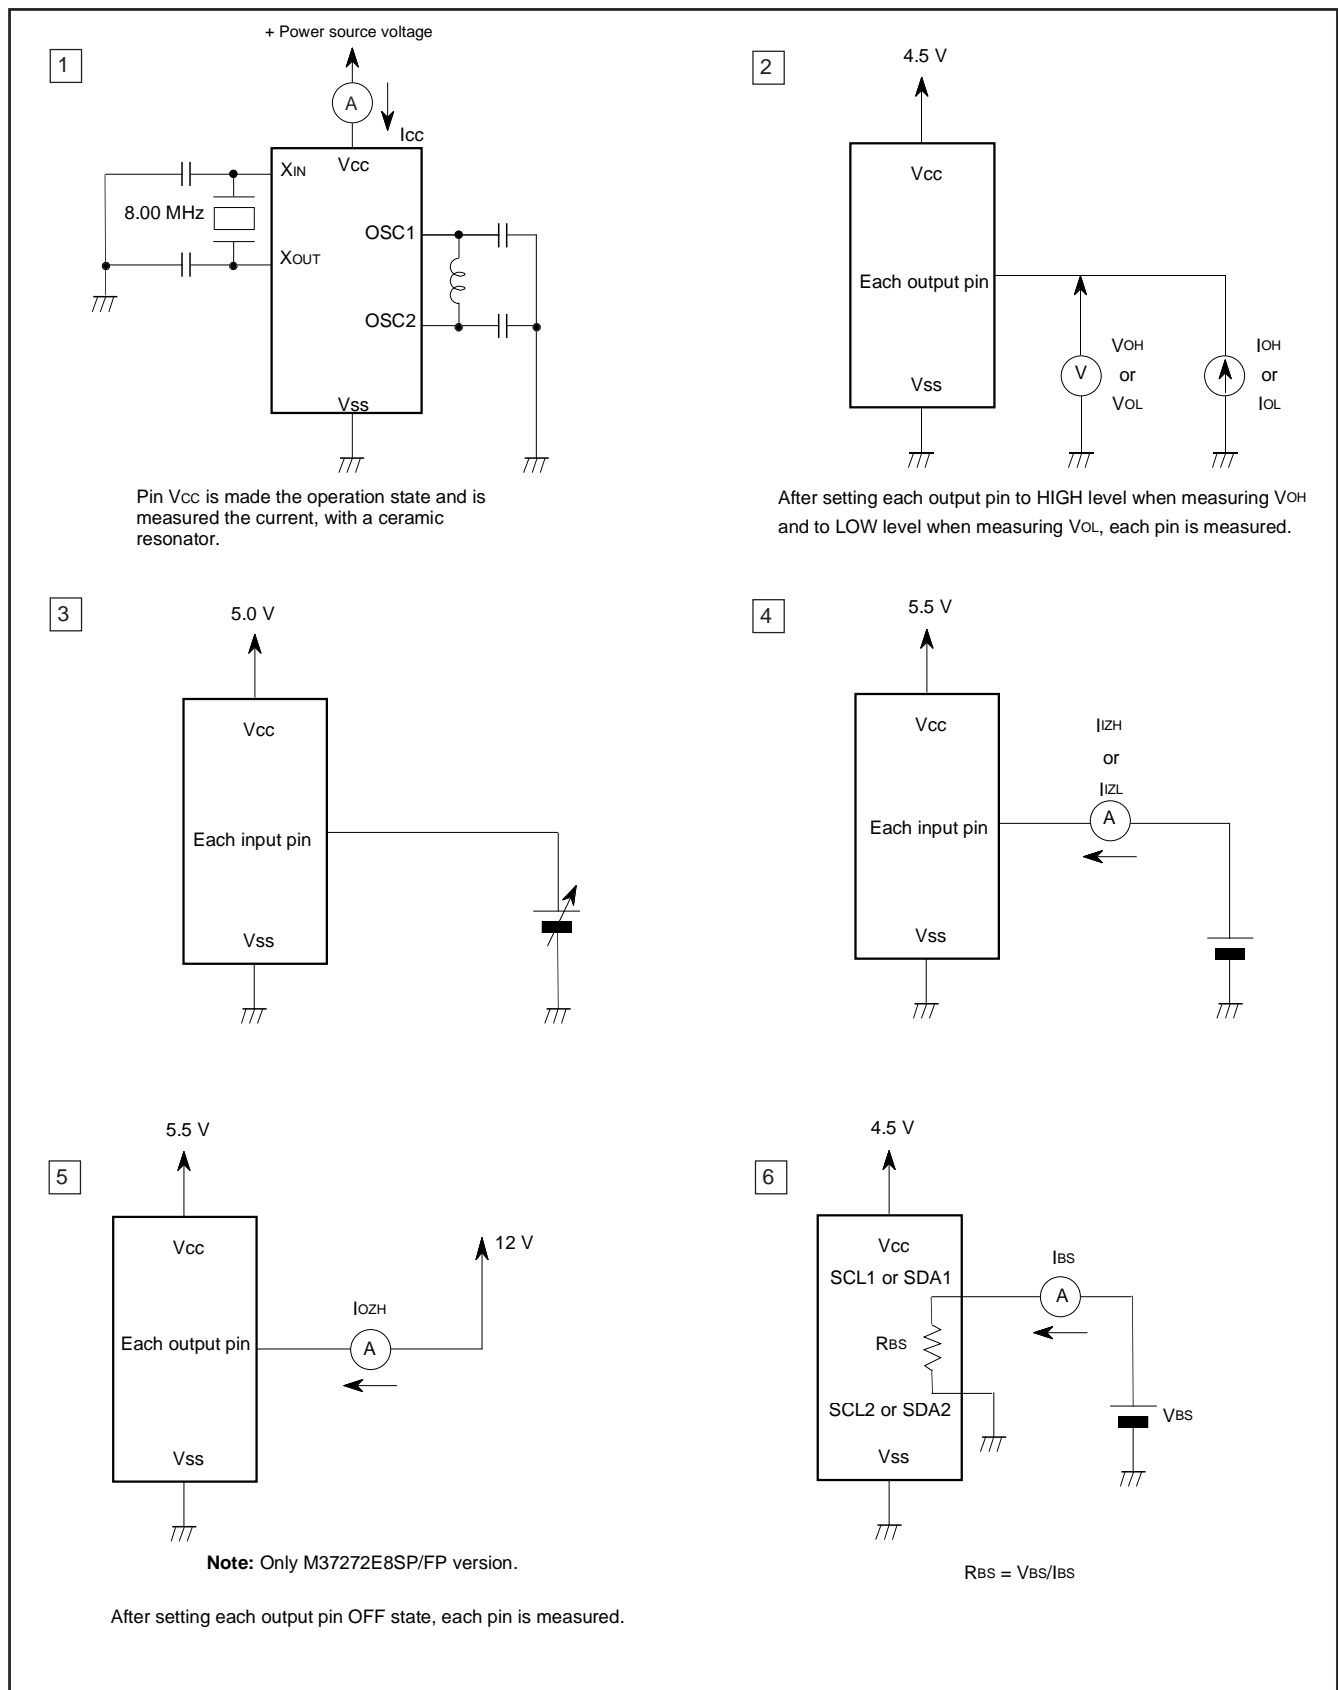 1
+ Power source voltage
A
Icc
Vcc
XIN
8.00 MHz
XOUT
OSC1
OSC2
Vss
Pin VCC is made the operation state and is
measured the current, with a ceramic
resonator.
2
4.5 V
Vcc
Each output pin
Vss
V
VOH
or
VOL
IOH
or
IOL
After setting each output pin to HIGH level when measuring VOH
and to LOW level when measuring VOL, each pin is measured.
3
5.0 V
Vcc
Each input pin
Vss
4
5.5 V
Vcc
Each input pin
Vss
IIZH
or
IIZL
A
5
5.5 V
Vcc
Each output pin
Vss
IOZH
A
12 V
Note: Only M37272E8SP/FP version.
After setting each output pin OFF state, each pin is measured.
6
4.5 V
Vcc
SCL1 or SDA1
RBS
SCL2 or SDA2
Vss
IBS
A
VBS
RBS = VBS/IBS